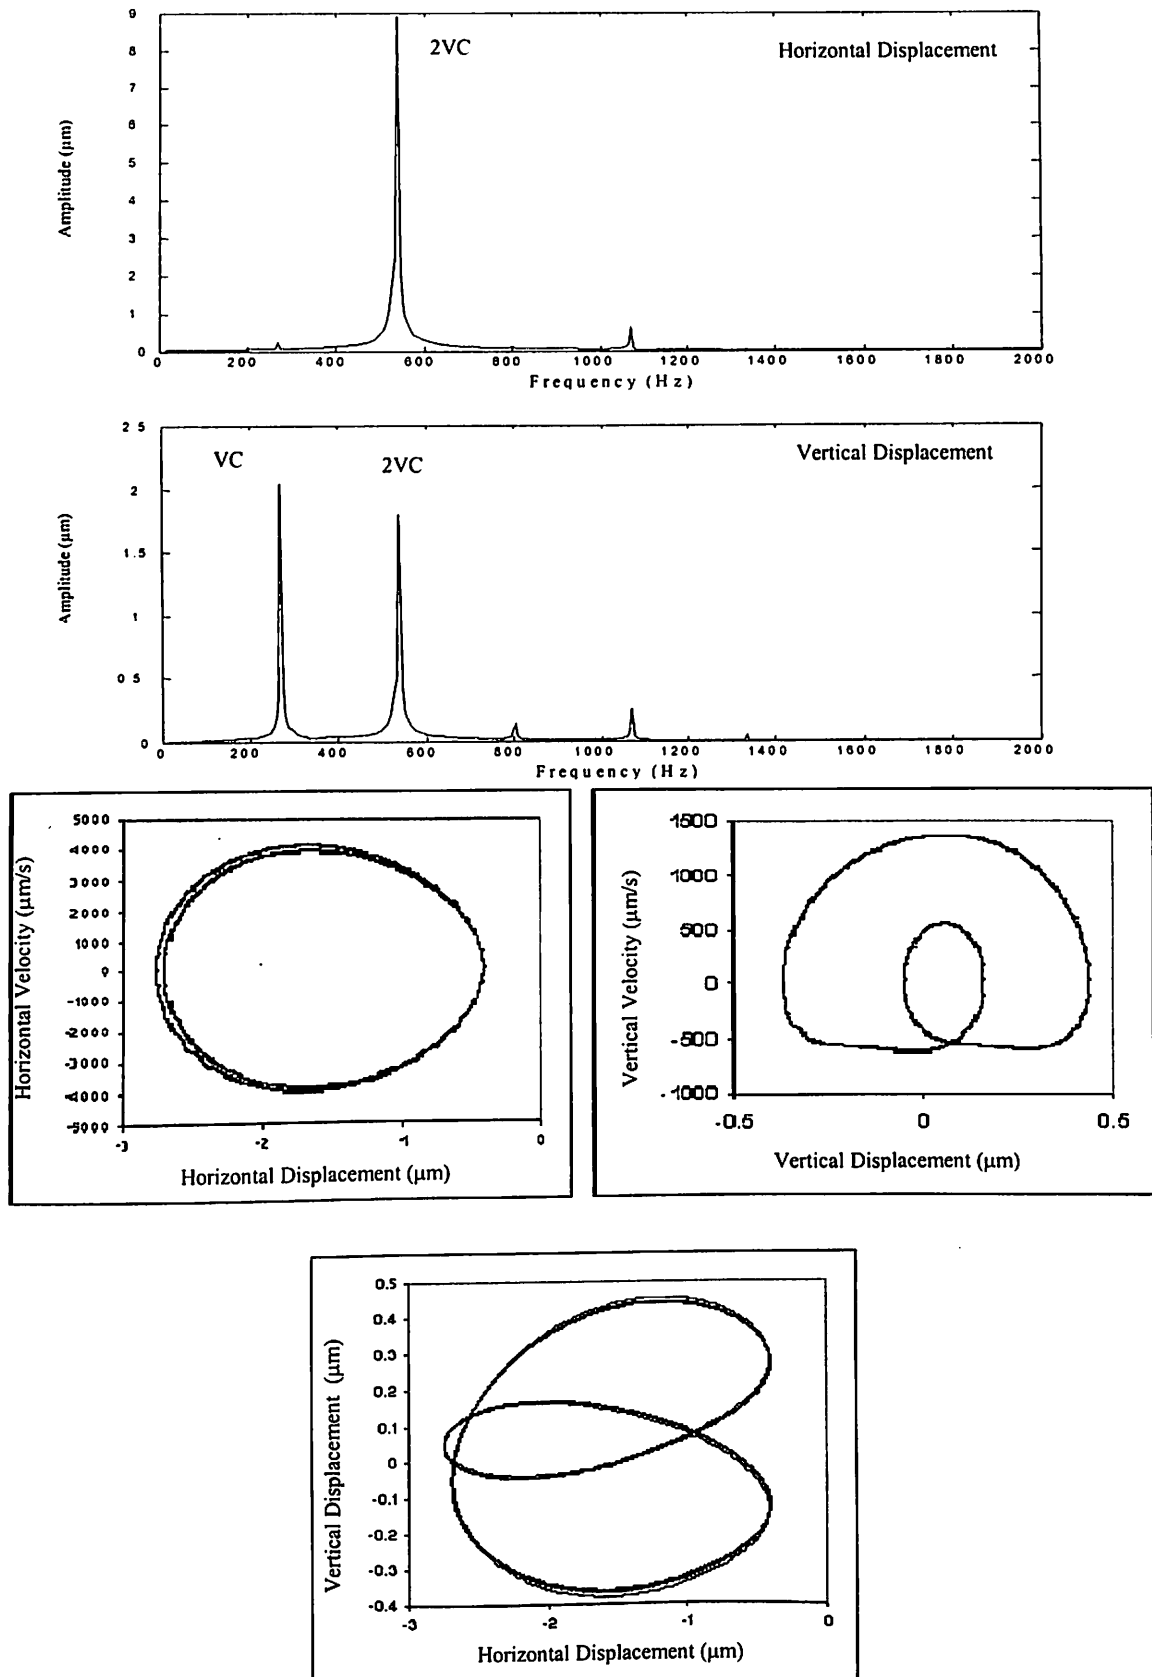 2VC
Horizontal Displacement
Amplitude (μm)
9
8
7
6
5
4
3
2
1
0
200 400 600 800 1000 1200 1400 1600 1800 2000
Frequency (Hz)
VC
2VC
Vertical Displacement
Amplitude (μm)
2 5
2
1.5
1
0 5
0
200 400 600 800 1000 1200 1400 1600 1800 2000
Frequency (Hz)
Horizontal Velocity (μm/s)
5000
4000
3000
2000
1000
0
-1000
-2000
-3000
-4000
-5000
-3 -2 -1 0
Horizontal Displacement (μm)
Vertical Velocity (μm/s)
1500
1000
500
0
-500
-1000
-0.5 0 0.5
Vertical Displacement (μm)
Vertical Displacement (μm)
0.5
0.4
0.3
0.2
0.1
0
-0.1
-0.2
-0.3
-0.4
-3 -2 -1 0
Horizontal Displacement (μm)